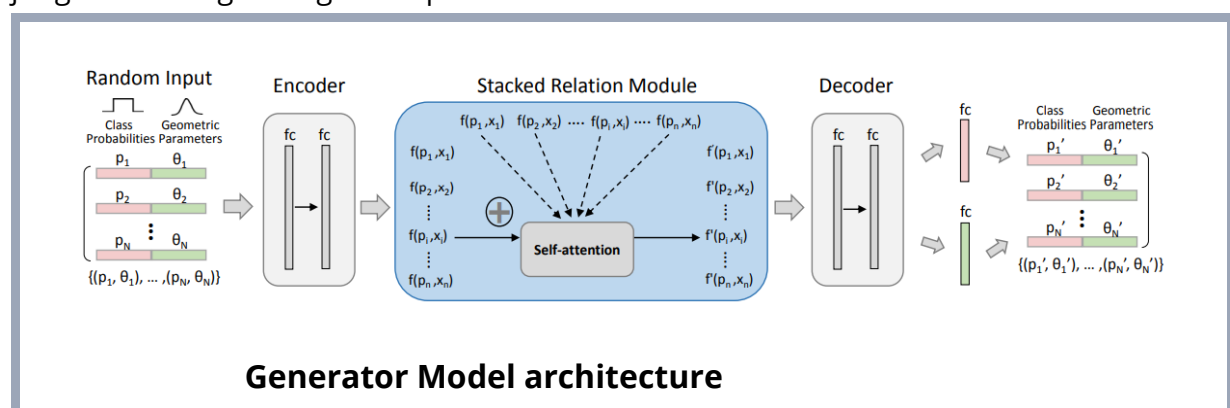 Random Input
Class
Probabilities
Geometric
Parameters
p1 θ1
p2 θ2
⋮
pN θN
{(p1, θ1), ... ,(pN, θN)}
Encoder
fc fc
Stacked Relation Module
f(p1,x1) f(p2,x2) .... f(pi,xi) .... f(pn,xn)
f(p1,x1)
f(p2,x2)
⋮
f(pi,xi)
⋮
f(pn,xn)
Self-attention
f'(p1,x1)
f'(p2,x2)
⋮
f'(pi,xi)
⋮
f'(pn,xn)
Decoder
fc fc
fc
fc
Class
Probabilities
Geometric
Parameters
p1' θ1'
p2' θ2'
⋮
pN' θN'
{(p1', θ1'), ... ,(pN', θN')}
Generator Model architecture